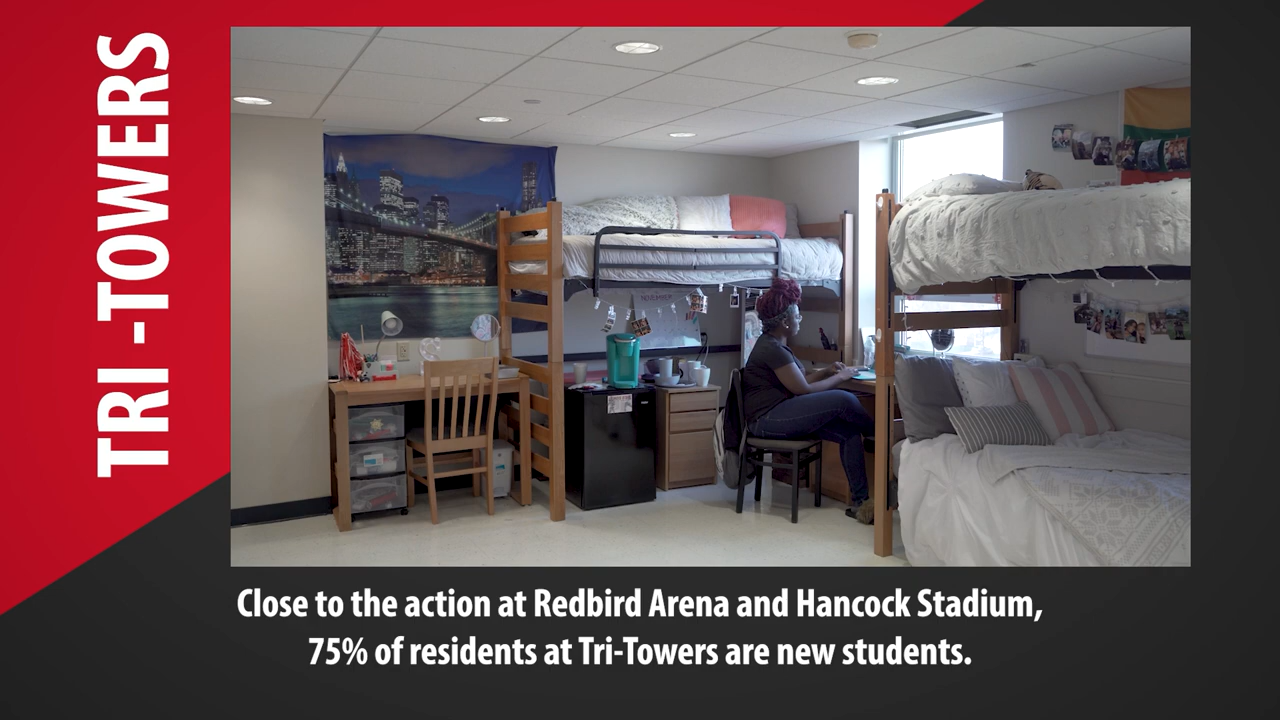 TRI -TOWERS
NOVEMBER
Close to the action at Redbird Arena and Hancock Stadium,
75% of residents at Tri-Towers are new students.